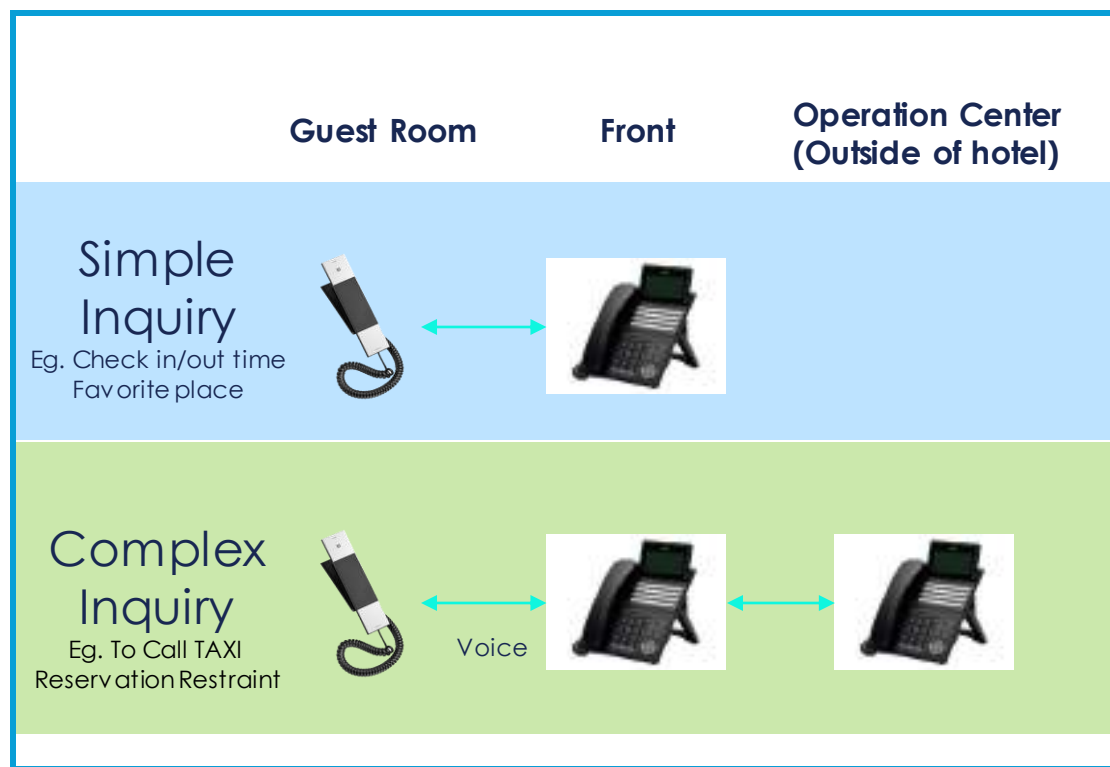 Guest Room
Front
Operation Center
(Outside of hotel)
Simple
Inquiry
Eg. Check in/out time
Favorite place
Complex
Inquiry
Eg. To Call TAXI
Reservation Restraint
Voice